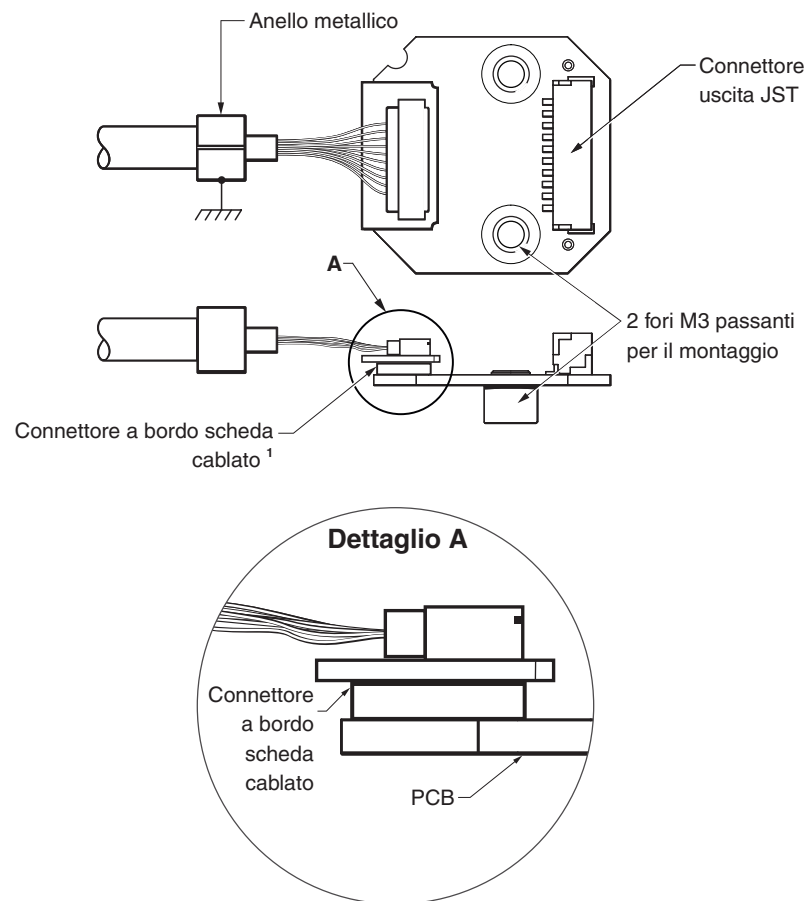 Anello metallico
Connettore
uscita JST
A
2 fori M3 passanti
per il montaggio
Connettore a bordo scheda
cablato ¹
Dettaglio A
Connettore
a bordo
scheda
cablato
PCB